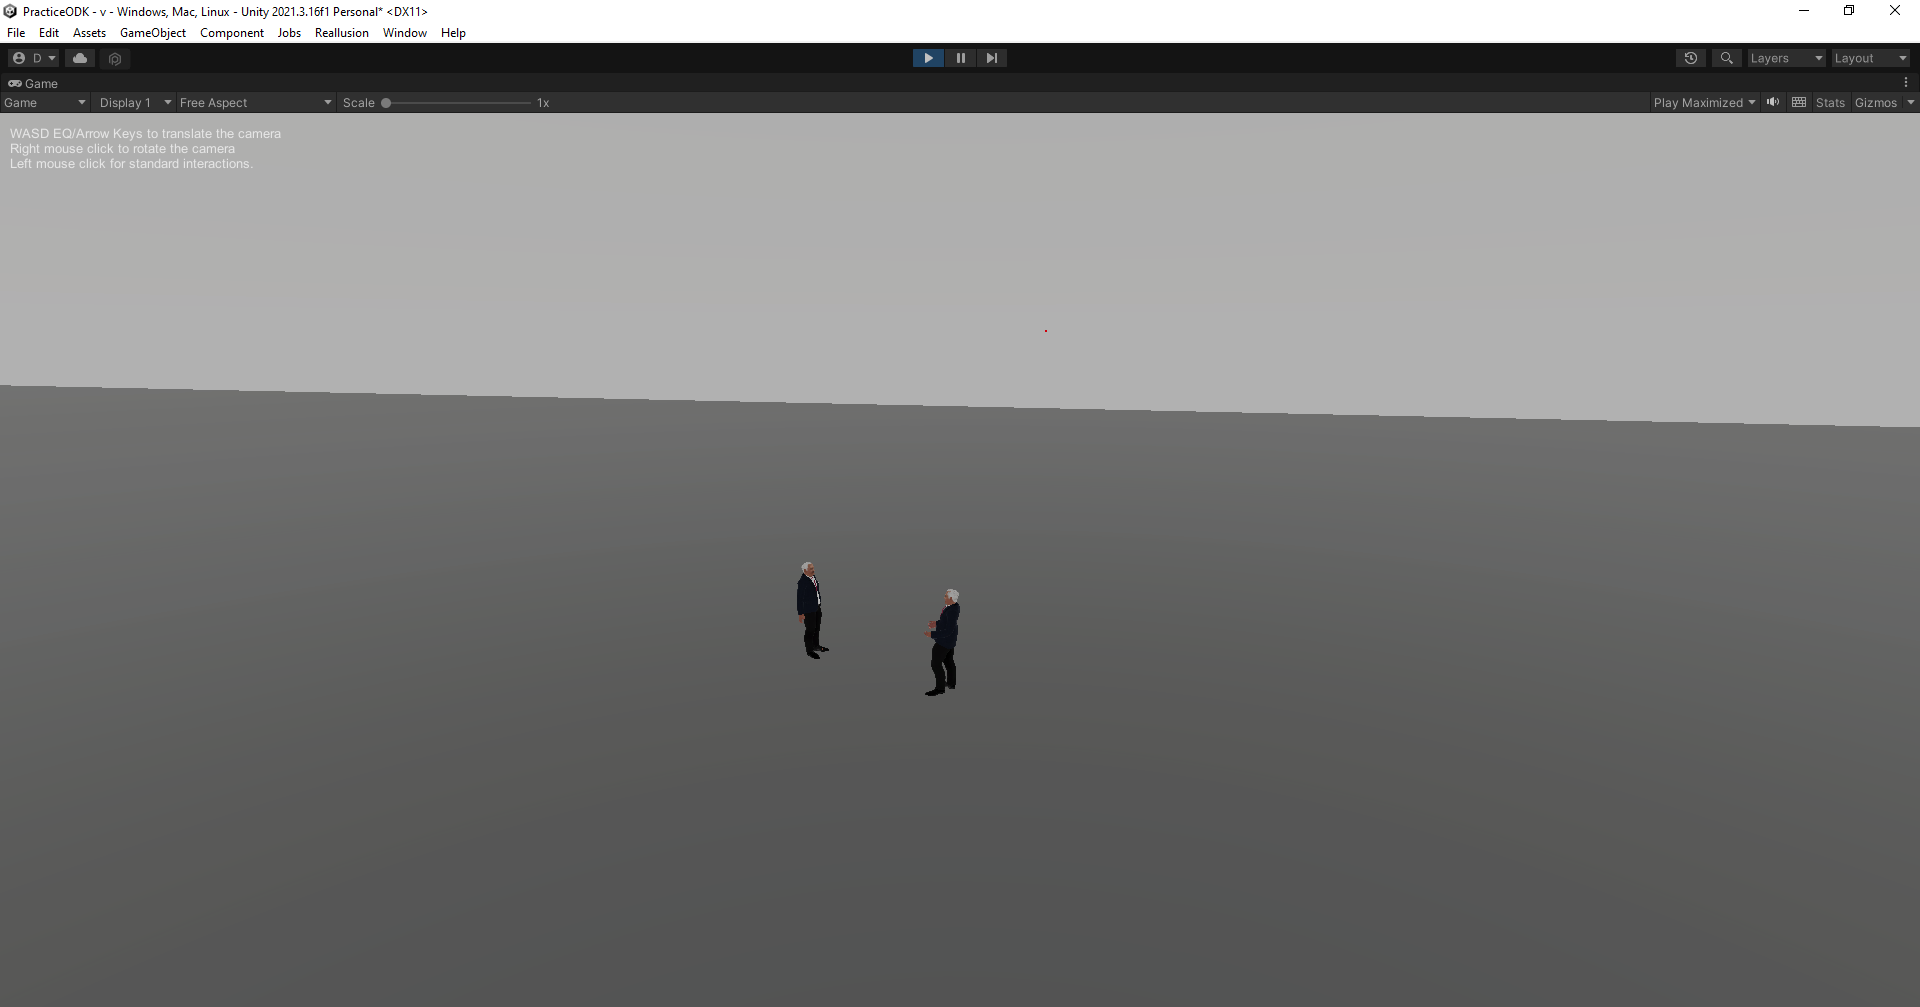 PracticeODK - v - Windows, Mac, Linux - Unity 2021.3.16f1 Personal* <DX11>
File Edit Assets GameObject Component Jobs Reallusion Window Help
D Layers Layout
Game
Game Display 1 Free Aspect Scale 1x Play Maximized Stats Gizmos
WASD EQ/Arrow Keys to translate the camera
Right mouse click to rotate the camera
Left mouse click for standard interactions.